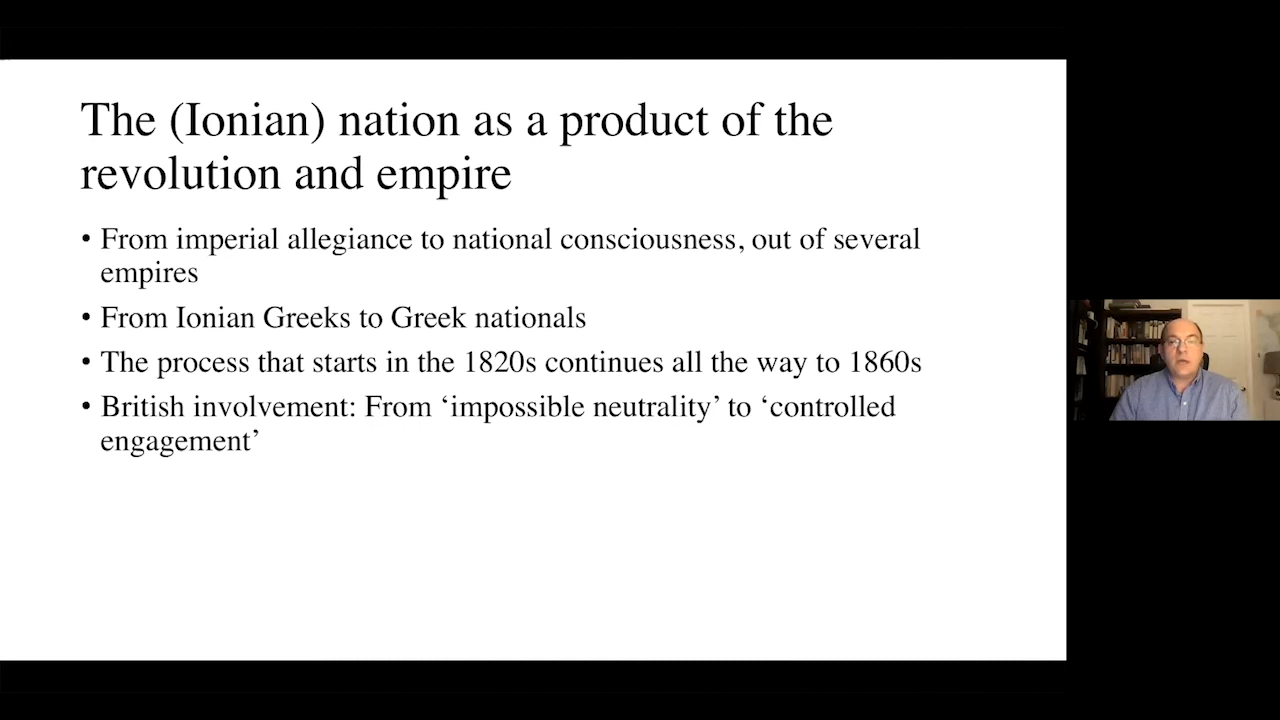 The (Ionian) nation as a product of the
revolution and empire
• From imperial allegiance to national consciousness, out of several
empires
• From Ionian Greeks to Greek nationals
• The process that starts in the 1820s continues all the way to 1860s
• British involvement: From ‘impossible neutrality’ to ‘controlled
engagement’